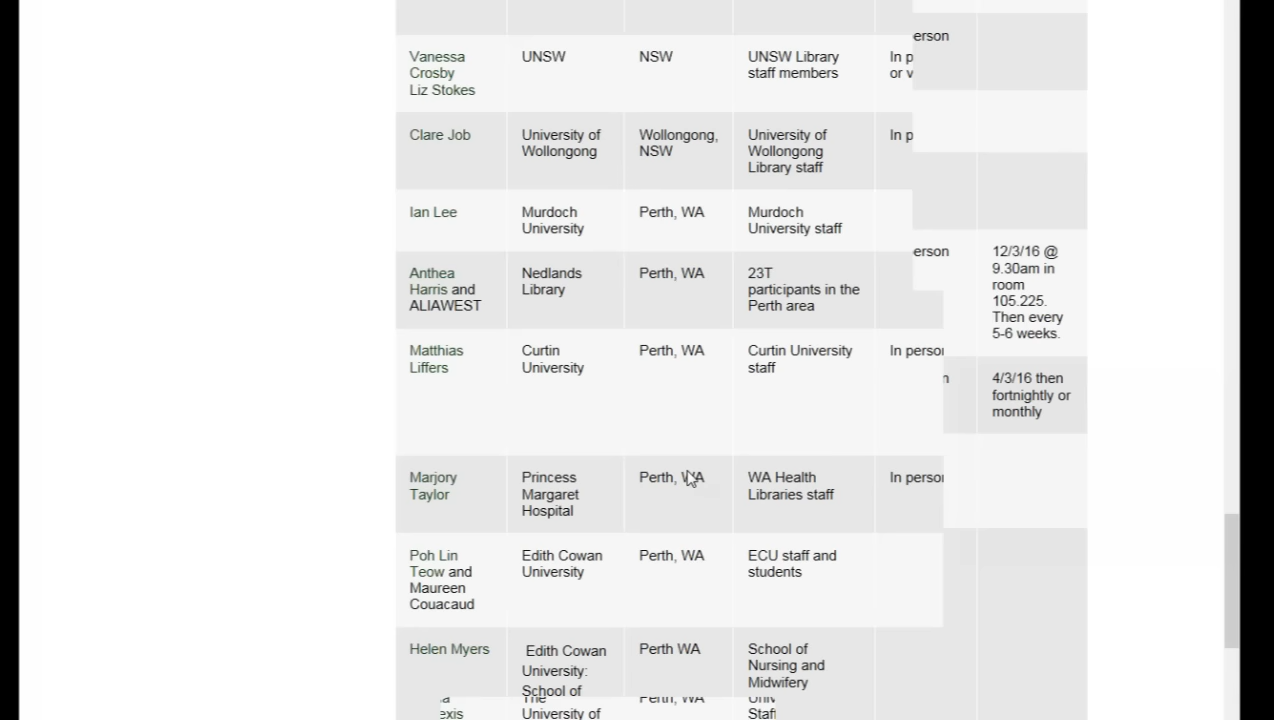 erson
Vanessa
Crosby
Liz Stokes
UNSW
NSW
UNSW Library
staff members
In p
or v
Clare Job
University of
Wollongong
Wollongong,
NSW
University of
Wollongong
Library staff
In p
Ian Lee
Murdoch
University
Perth, WA
Murdoch
University staff
erson
12/3/16 @
9.30am in
room
105.225.
Then every
5-6 weeks.
Anthea
Harris and
ALIAWEST
Nedlands
Library
Perth, WA
23T
participants in the
Perth area
Matthias
Liffers
Curtin
University
Perth, WA
Curtin University
staff
In person
n
4/3/16 then
fortnightly or
monthly
Marjory
Taylor
Princess
Margaret
Hospital
Perth, WA
WA Health
Libraries staff
In person
Poh Lin
Teow and
Maureen
Couacaud
Edith Cowan
University
Perth, WA
ECU staff and
students
Helen Myers
Edith Cowan
University:
School of
Perth WA
School of
Nursing and
Midwifery
exis
The
University of
Perth, WA
Staff